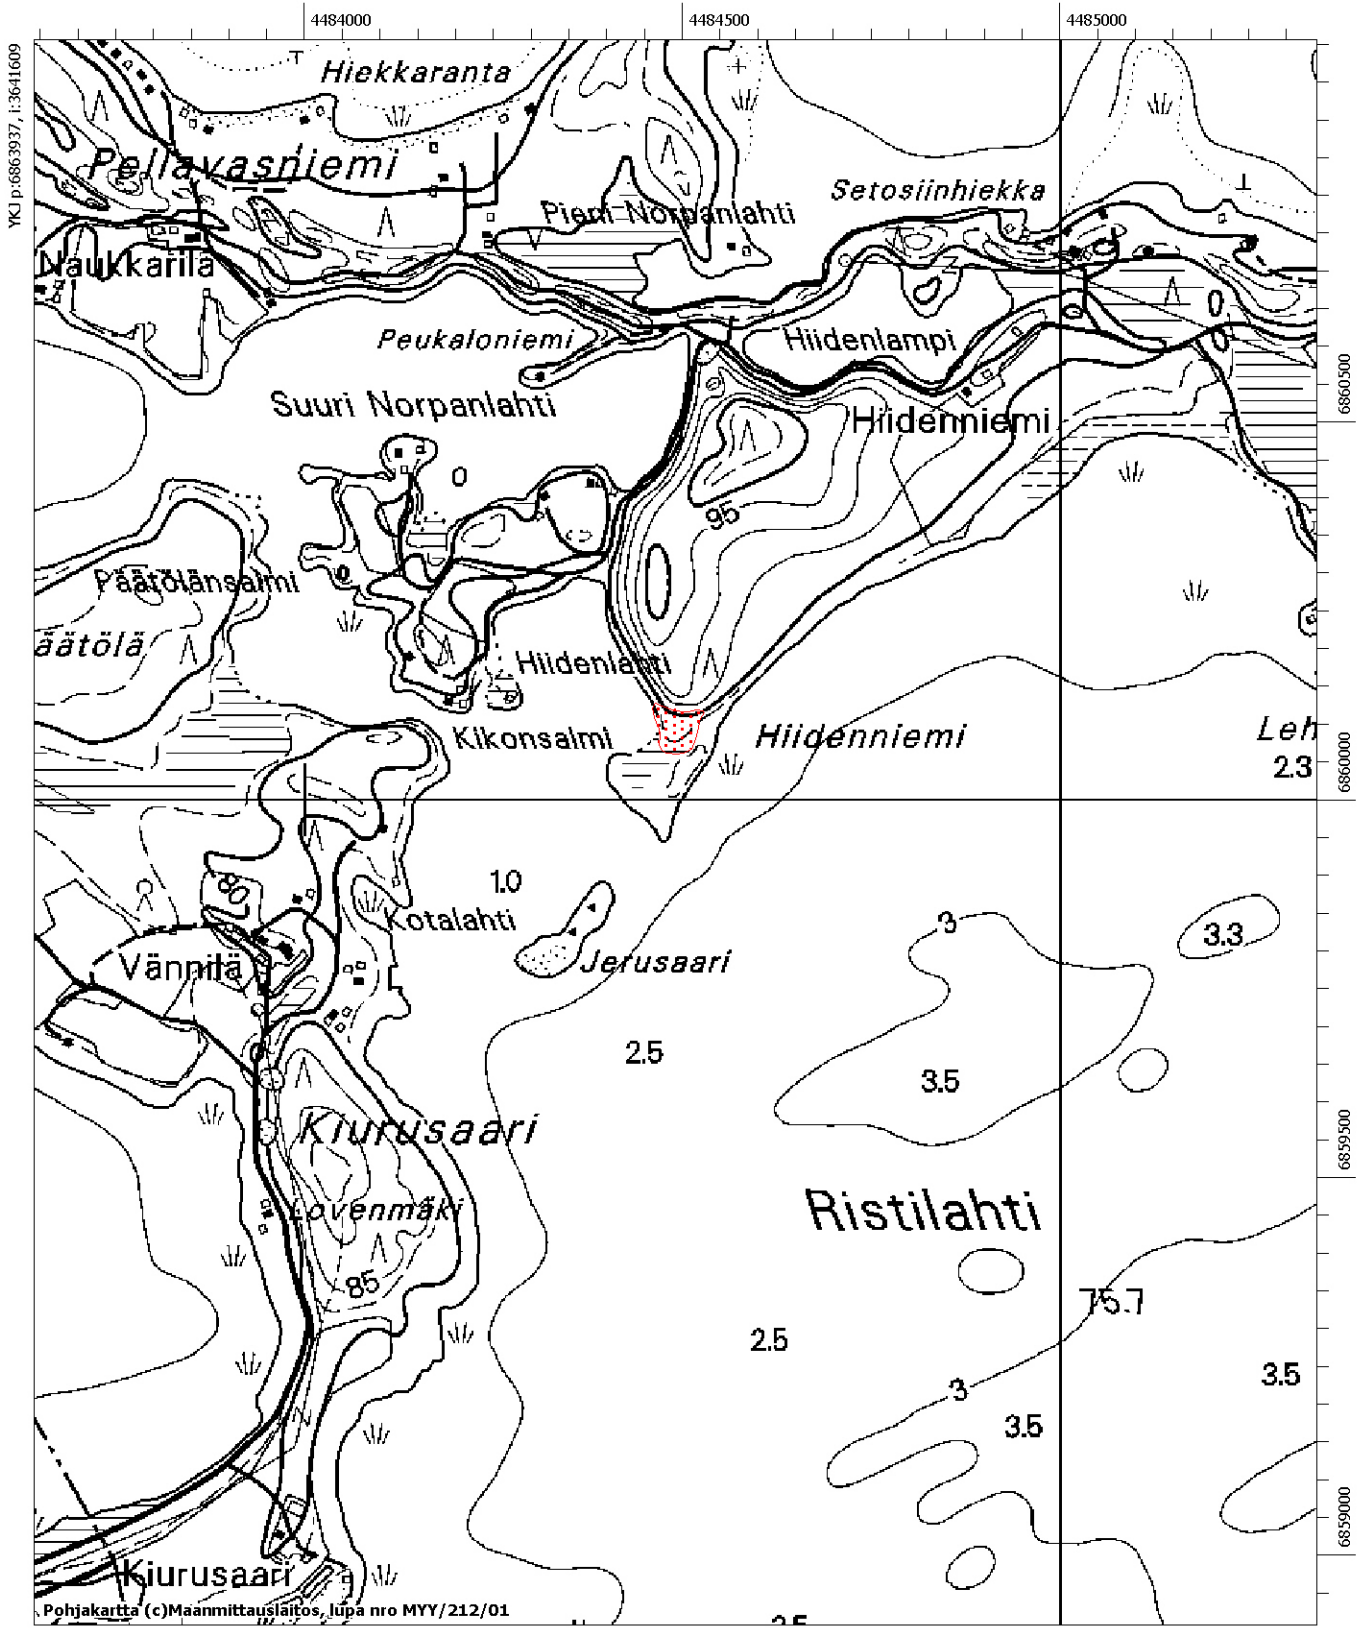 4484000
4484500
4485000
YKJ p:6863937, i:3641609
Hiekkaranta
Pellavasniemi
Setosiinhiekka
Pieni-Norpanlahti
Naukkarila
Peukaloniemi
Hiidenlampi
6860500
Suuri Norpanlahti
Hiidenniemi
95
Päätölänsalmi
äätölä
Hiidenlahti
Kikonsalmi
Hiidenniemi
Leh
2.3
6860000
1.0
Kotalahti
3
3.3
Jerusaari
Vännilä
2.5
3.5
Kiurusaari
6859500
Lovenmäki
Ristilahti
85
75.7
2.5
3.5
3
3.5
6859000
Kiurusaari
Pohjakartta (c)Maanmittauslaitos, lupa nro MYY/212/01